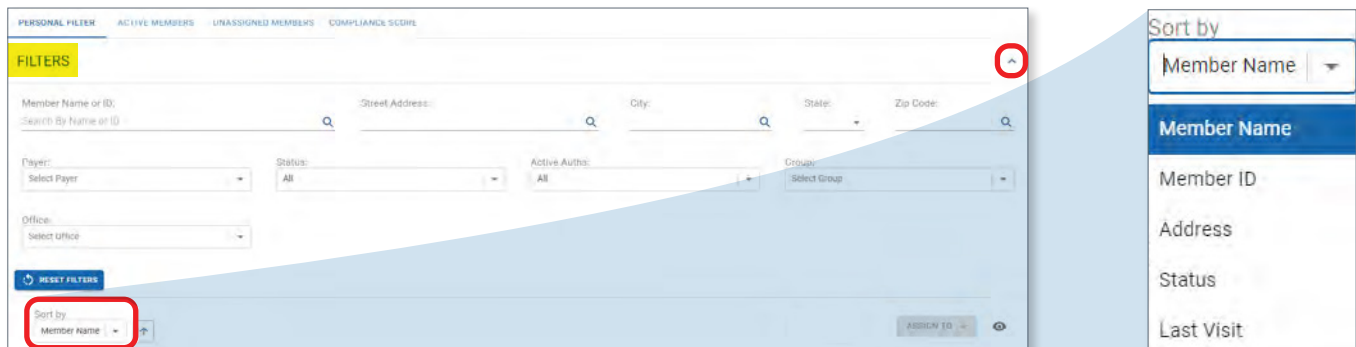 PERSONAL FILTER ACTIVE MEMBERS UNASSIGNED MEMBERS COMPLIANCE SCORE
FILTERS
Member Name or ID: Street Address: City: State: Zip Code:
Search By Name or ID
Payer: Status: Active Auths: Group:
Select Payer All All Select Group
Office:
Select Office
RESET FILTERS
Sort by
Member Name ASSIGN TO
Sort by
Member Name
Member Name
Member ID
Address
Status
Last Visit